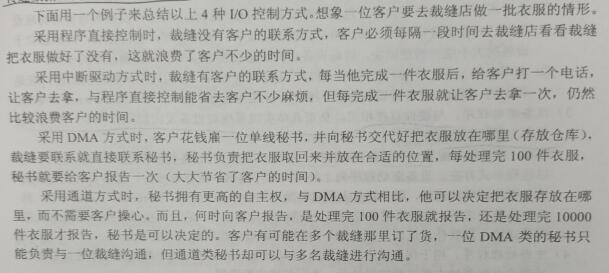 下面用一个例子来总结以上 4 种 I/O 控制方式。想象一位客户要去裁缝店做一批衣服的情形。
采用程序直接控制时，裁缝没有客户的联系方式，客户必须每隔一段时间去裁缝店看看裁缝
把衣服做好了没有，这就浪费了客户不少的时间。
采用中断驱动方式时，裁缝有客户的联系方式，每当他完成一件衣服后，给客户打一个电话，
让客户去拿，与程序直接控制能省去客户不少麻烦，但每完成一件衣服就让客户去拿一次，仍然
比较浪费客户的时间。
采用 DMA 方式时，客户花钱雇一位单线秘书，并向秘书交代好把衣服放在哪里（存放仓库），
裁缝要联系就直接联系秘书，秘书负责把衣服取回来并放在合适的位置，每处理完 100 件衣服，
秘书就要给客户报告一次（大大节省了客户的时间）。
采用通道方式时，秘书拥有更高的自主权，与 DMA 方式相比，他可以决定把衣服存放在哪
里，而不需要客户操心。而且，何时向客户报告，是处理完 100 件衣服就报告，还是处理完 10000
件衣服才报告，秘书是可以决定的。客户有可能在多个裁缝那里订了货，一位 DMA 类的秘书只
能负责与一位裁缝沟通，但通道类秘书却可以与多名裁缝进行沟通。